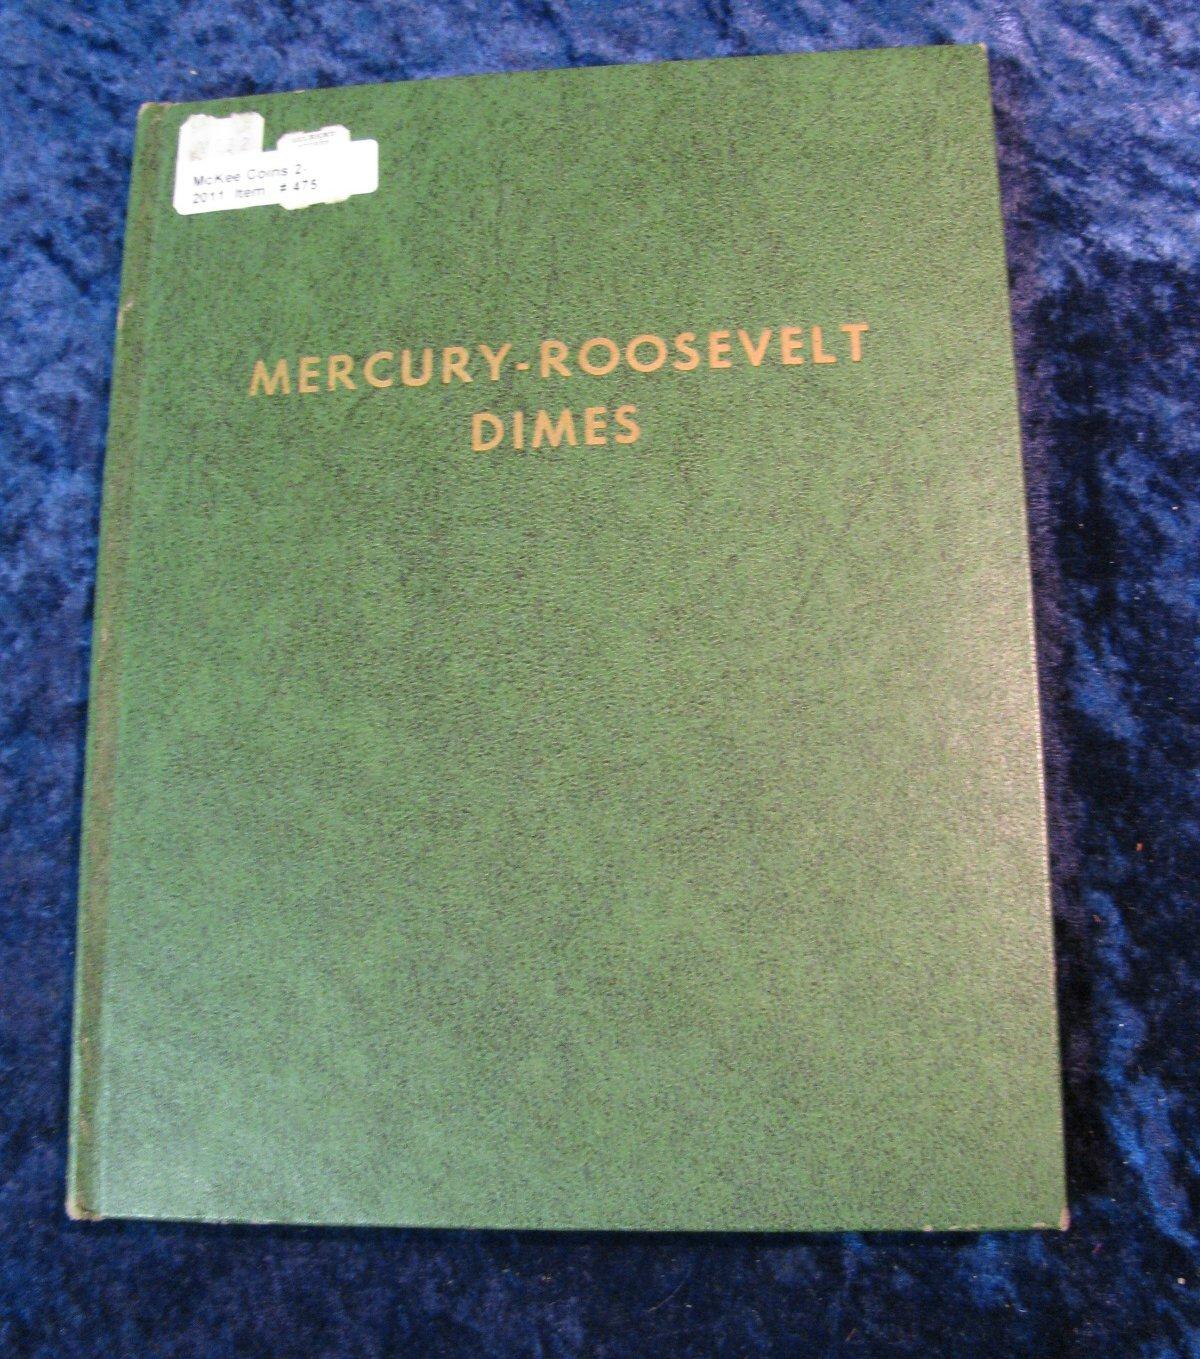 McKee Coins 2.
2011 Item # 475
MERCURY-ROOSEVELT
DIMES